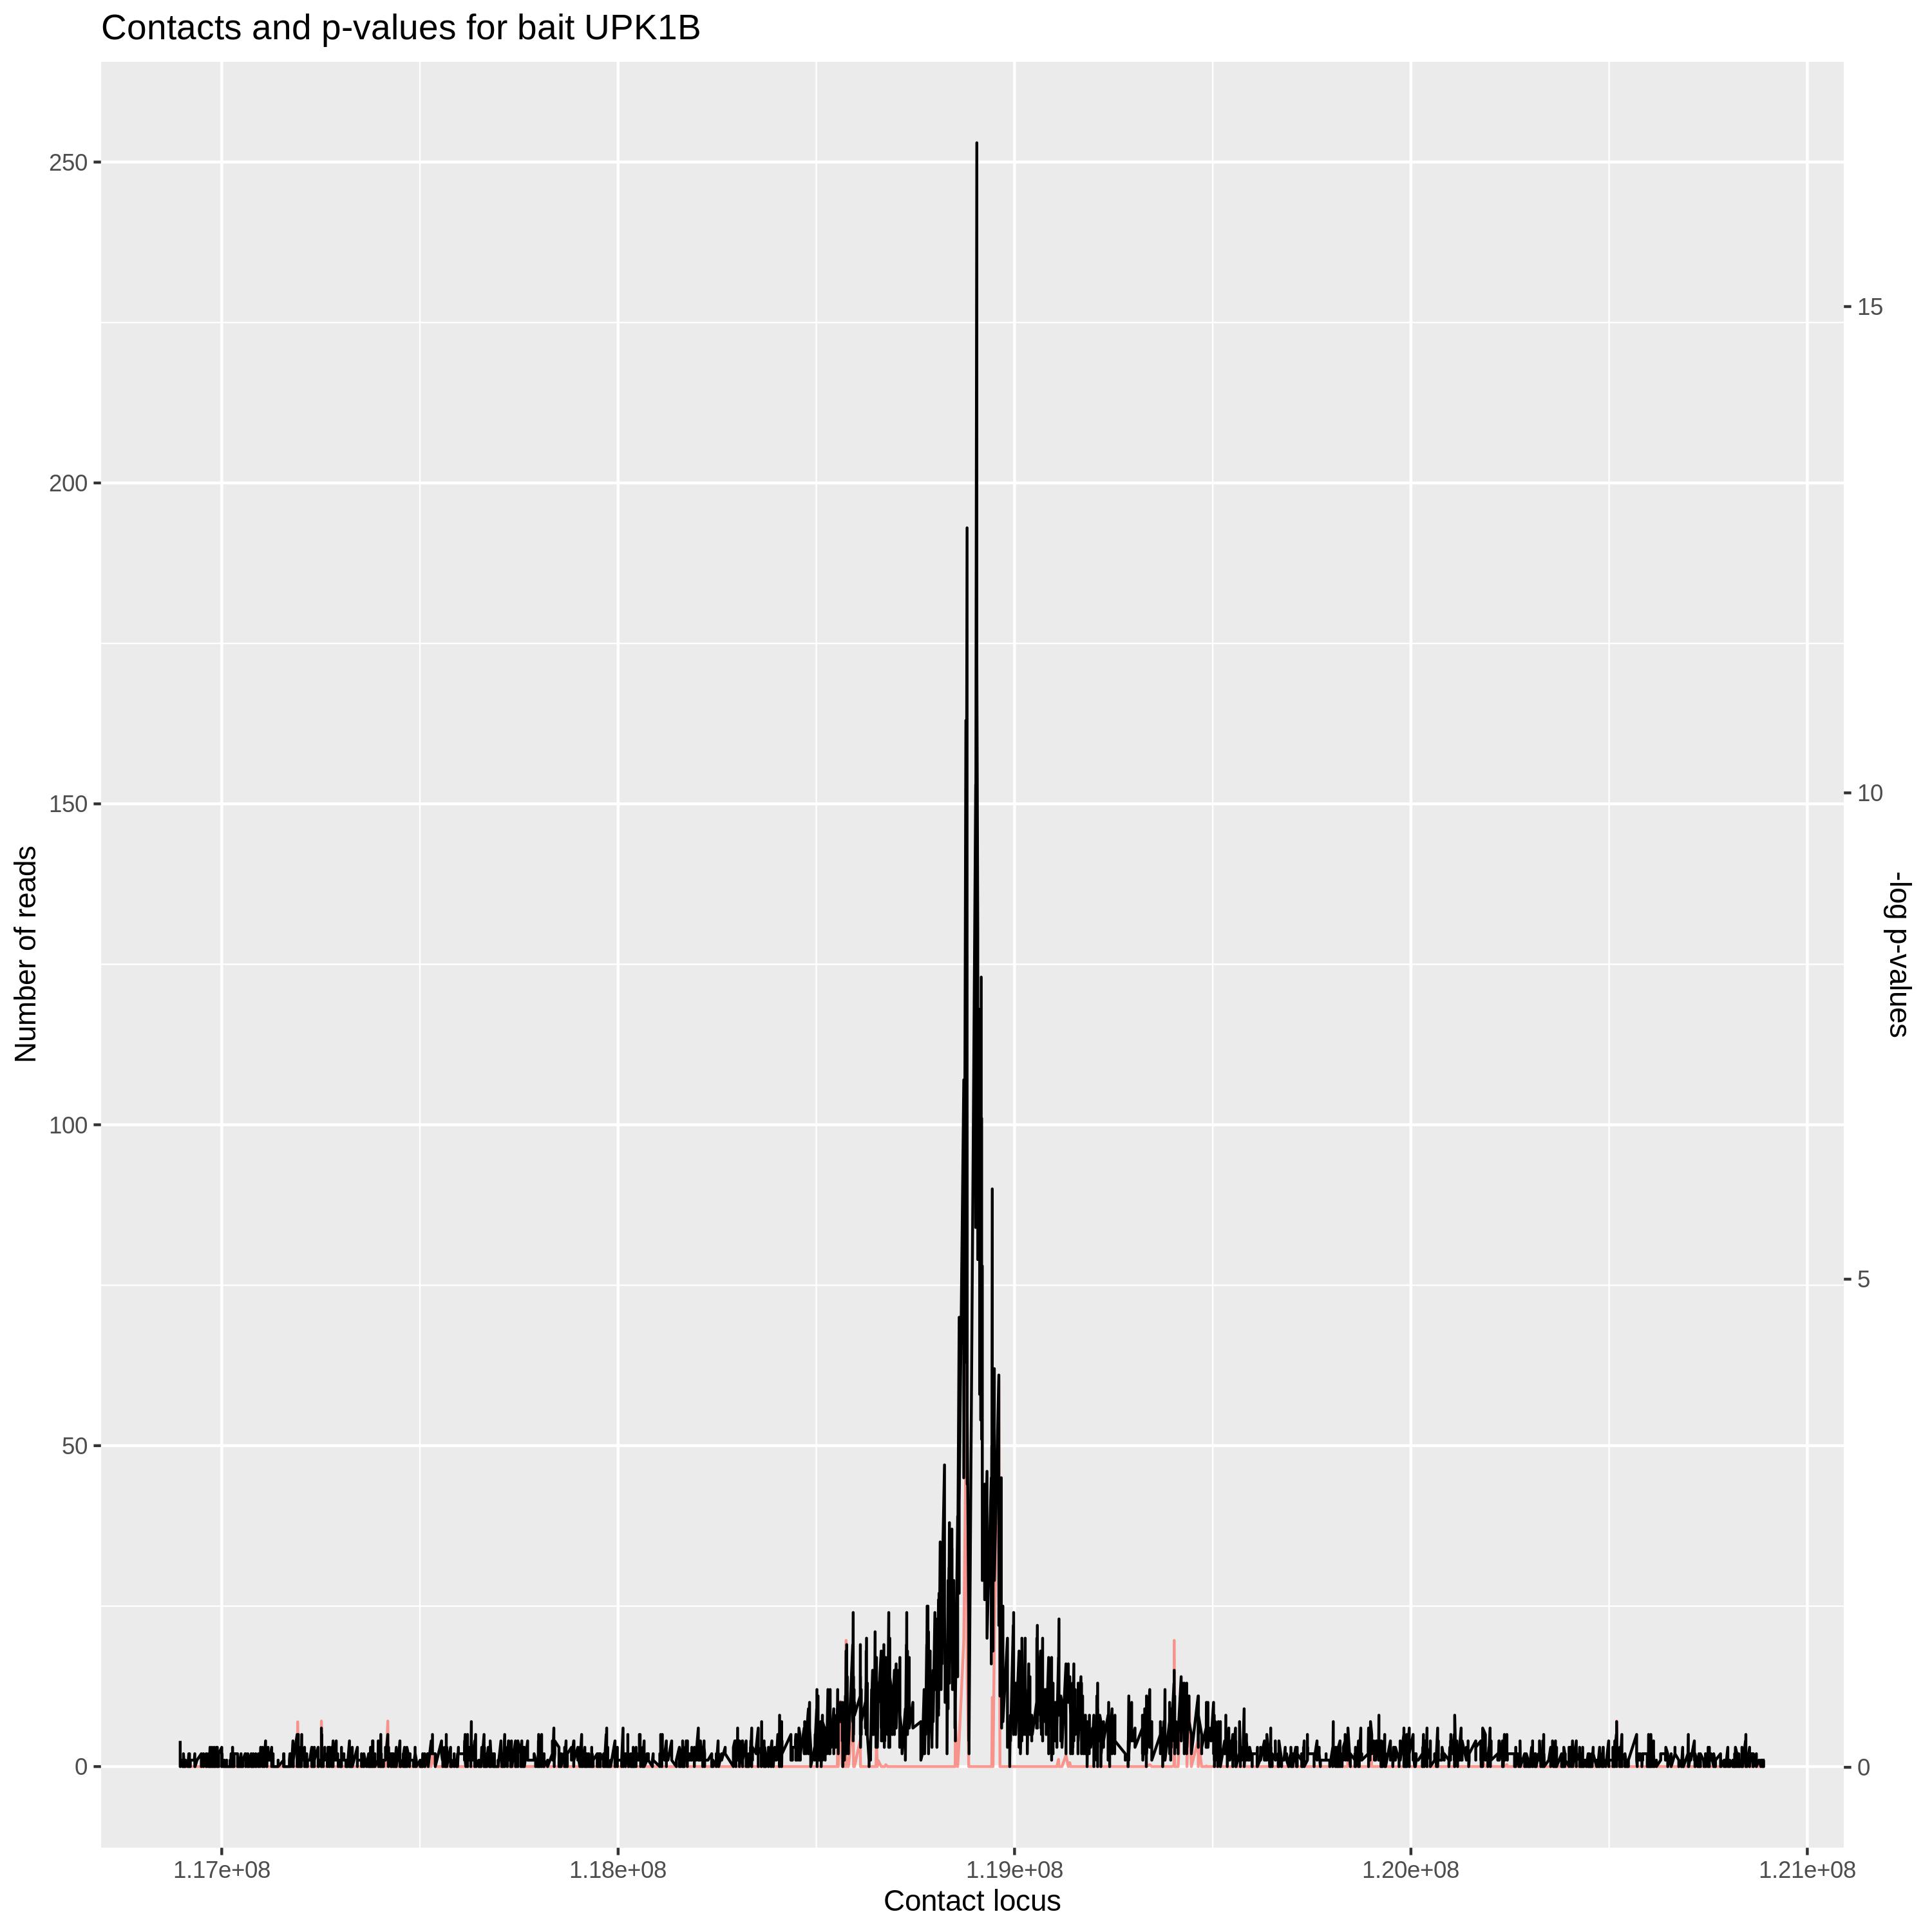 Contacts and p-values for bait UPK1B
250
200
150
100
50
0
Number of reads
15
10
5
0
-log p-values
1.17e+08
1.18e+08
1.19e+08
1.20e+08
1.21e+08
Contact locus